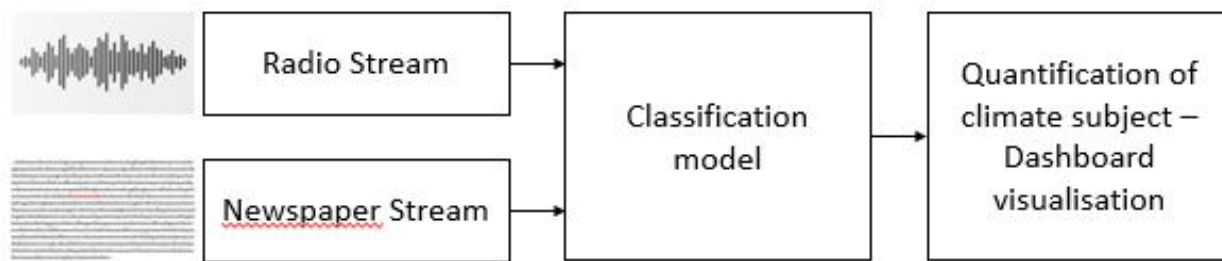 Radio Stream
Newspaper Stream
Classification
model
Quantification of
climate subject –
Dashboard
visualisation